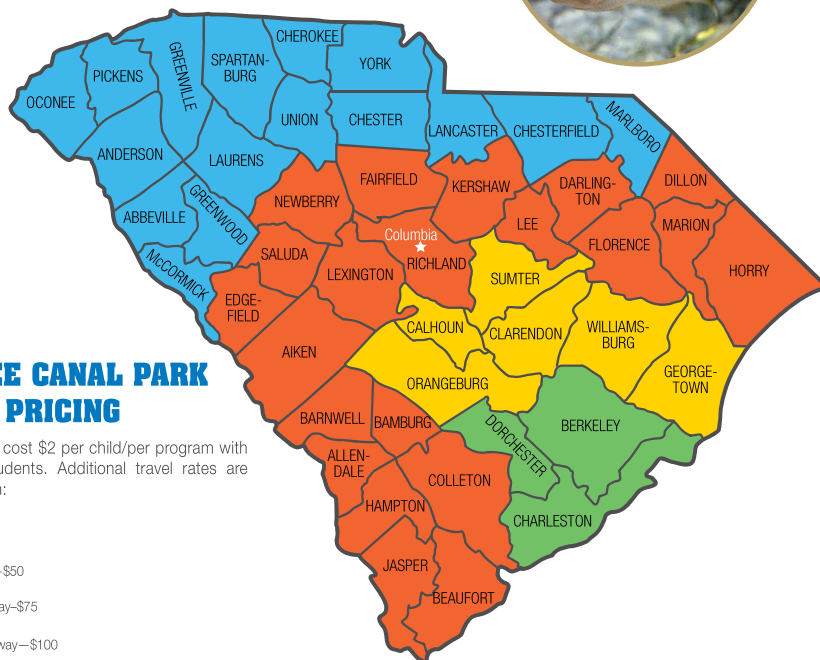 CHEROKEE
YORK
SPARTAN-
BURG
GREENVILLE
PICKENS
OCONEE
UNION
CHESTER
LANCASTER
CHESTERFIELD
MARLBORO
ANDERSON
LAURENS
ABBEVILLE
GREENWOOD
McCORMICK
NEWBERRY
FAIRFIELD
KERSHAW
DARLING-
TON
DILLON
LEE
MARION
FLORENCE
HORRY
Columbia
RICHLAND
SALUDA
LEXINGTON
EDGE-
FIELD
SUMTER
CALHOUN
CLARENDON
WILLIAMS-
BURG
GEORGE-
TOWN
AIKEN
ORANGEBURG
BARNWELL
BAMBURG
BERKELEY
DORCHESTER
ALLEN-
DALE
COLLETON
HAMPTON
CHARLESTON
JASPER
BEAUFORT
EE CANAL PARK
PRICING
cost $2 per child/per program with
udents. Additional travel rates are
n:
–$50
ay–$75
way—$100